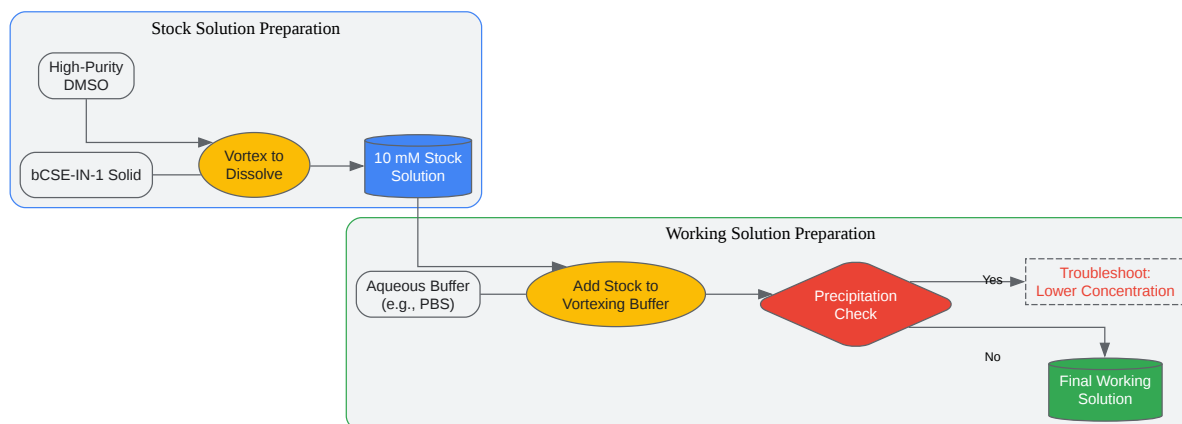 Stock Solution Preparation
High-Purity
DMSO
bCSE-IN-1 Solid
Vortex to
Dissolve
10 mM Stock
Solution
Working Solution Preparation
Aqueous Buffer
(e.g., PBS)
Add Stock to
Vortexing Buffer
Precipitation
Check
Yes
Troubleshoot:
Lower Concentration
No
Final Working
Solution